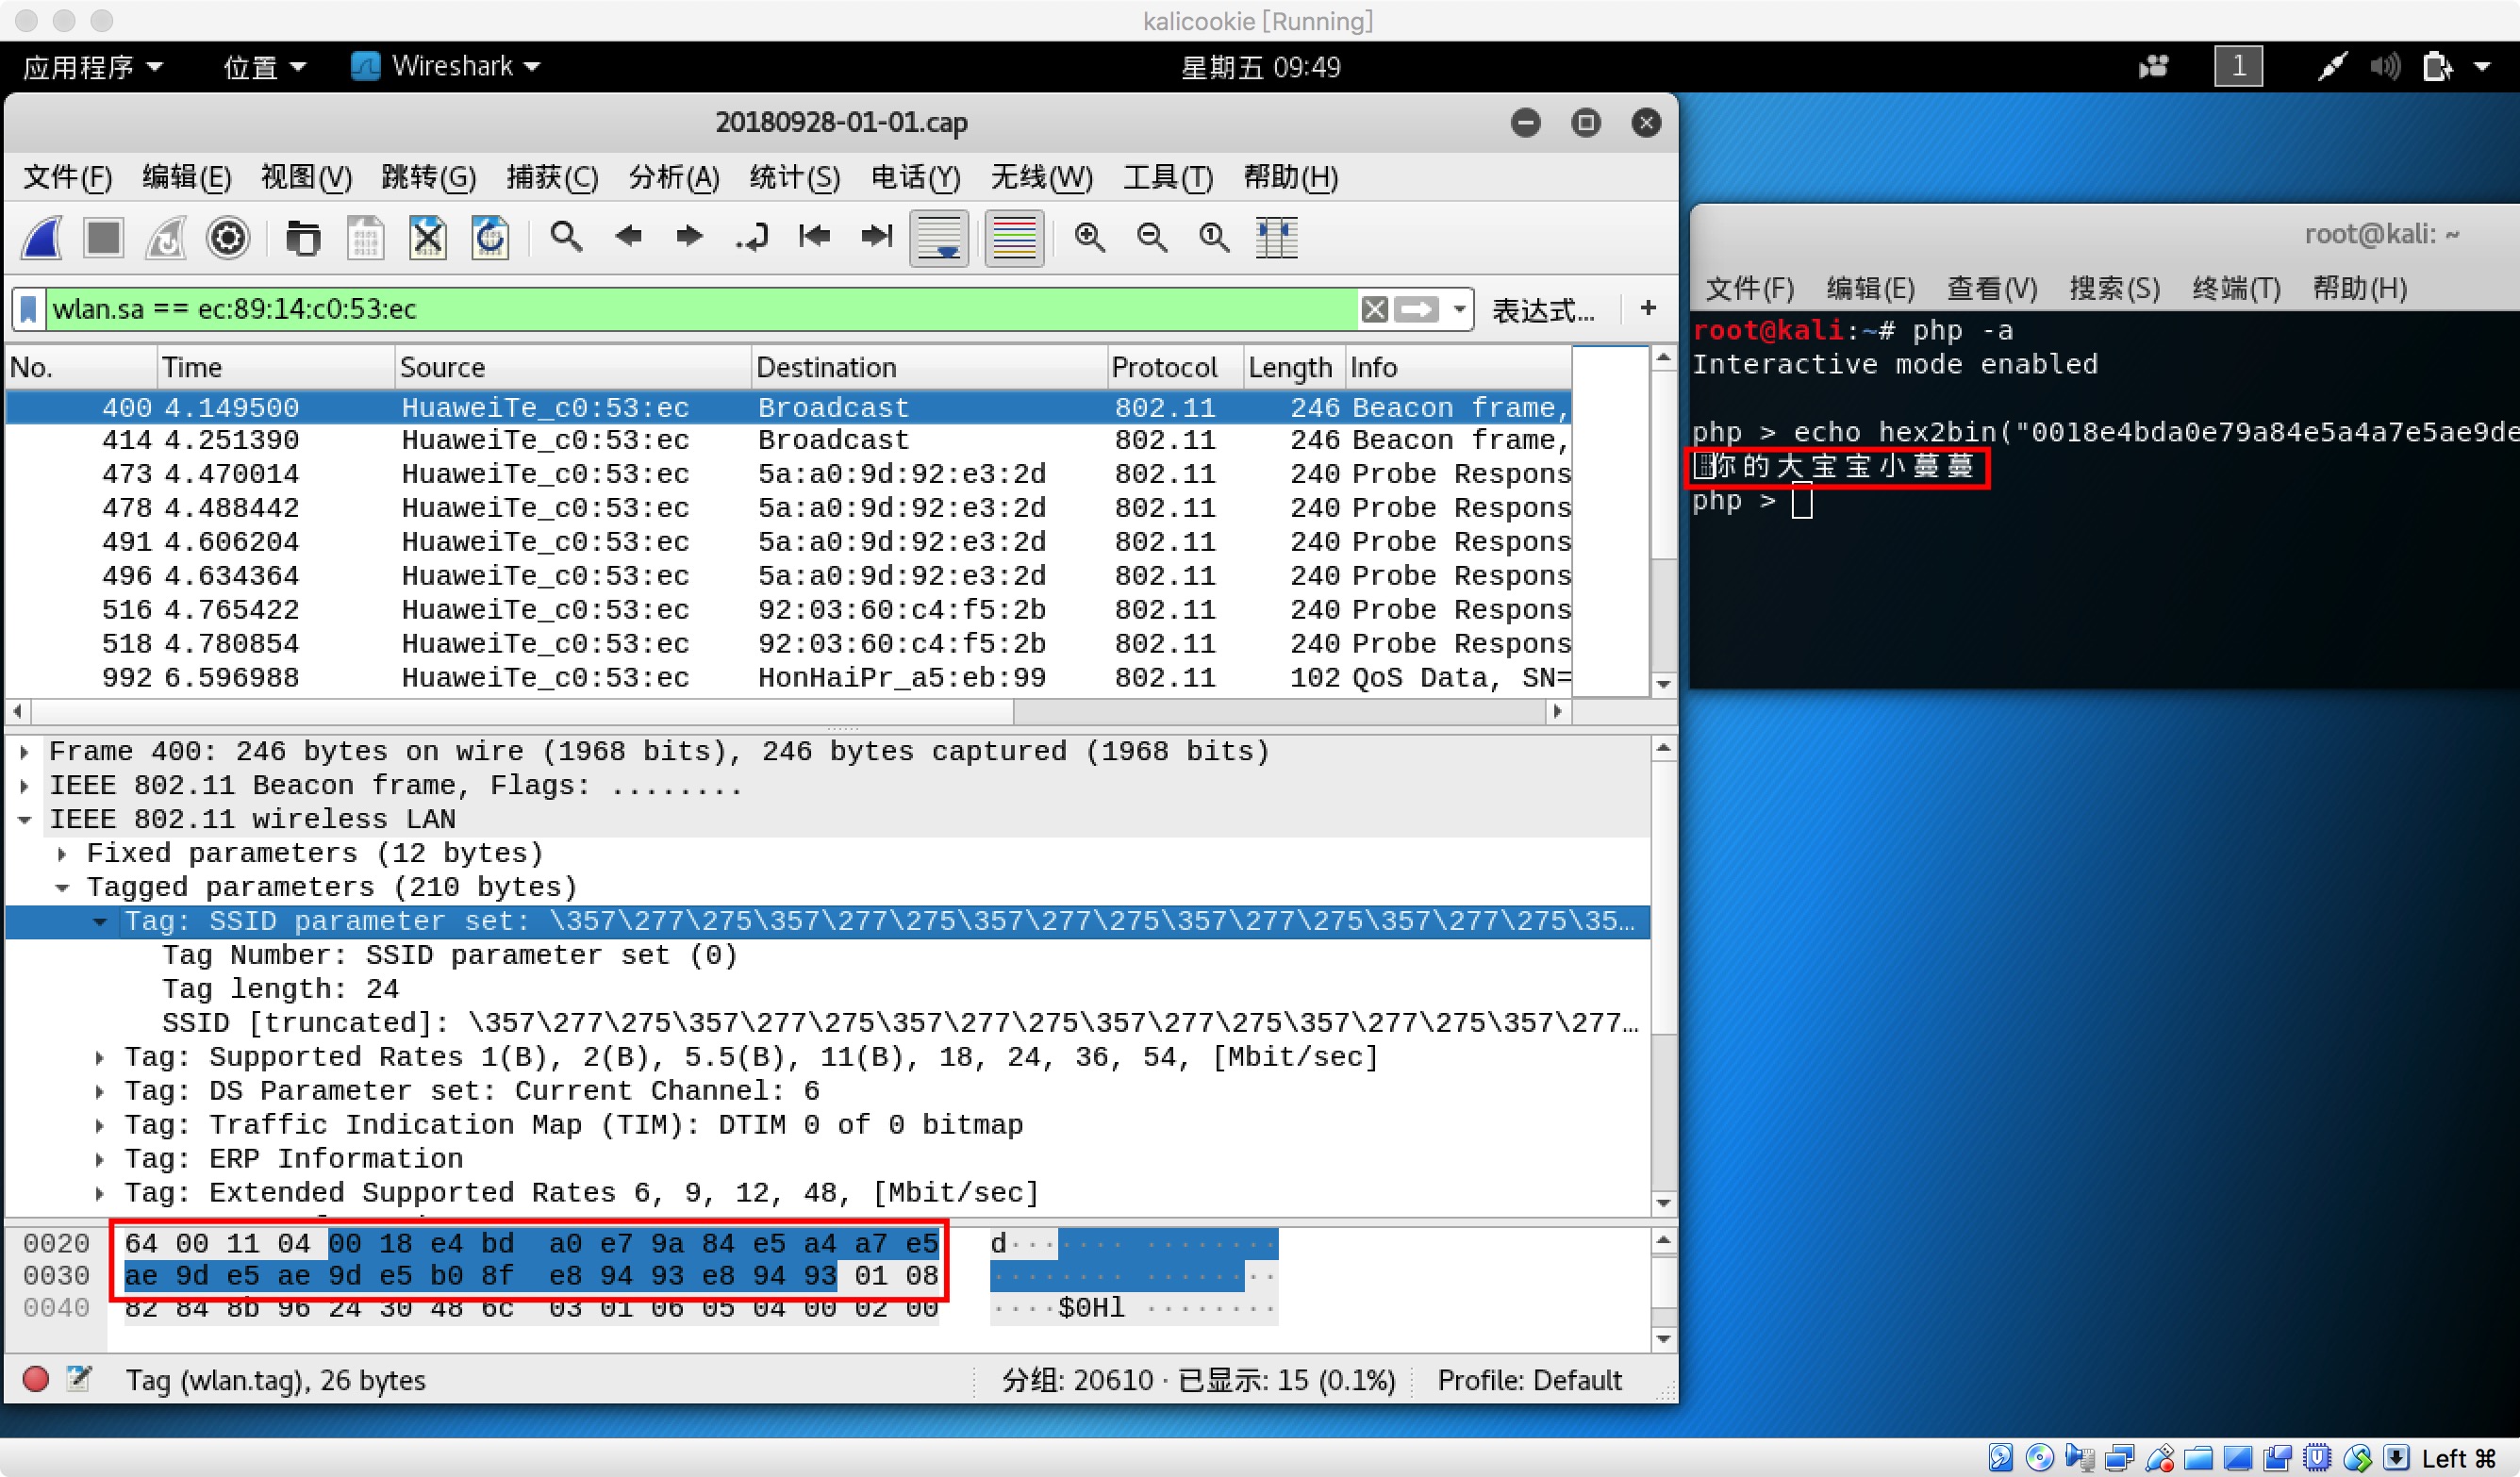 kalicookie [Running]
应用程序 位置 Wireshark 星期五 09:49 1
20180928-01-01.cap
文件(F) 编辑(E) 视图(V) 跳转(G) 捕获(C) 分析(A) 统计(S) 电话(Y) 无线(W) 工具(T) 帮助(H)
wlan.sa == ec:89:14:c0:53:ec 表达式… +
No. Time Source Destination Protocol Length Info
400 4.149500 HuaweiTe_c0:53:ec Broadcast 802.11 246 Beacon frame,
414 4.251390 HuaweiTe_c0:53:ec Broadcast 802.11 246 Beacon frame,
473 4.470014 HuaweiTe_c0:53:ec 5a:a0:9d:92:e3:2d 802.11 240 Probe Respons
478 4.488442 HuaweiTe_c0:53:ec 5a:a0:9d:92:e3:2d 802.11 240 Probe Respons
491 4.606204 HuaweiTe_c0:53:ec 5a:a0:9d:92:e3:2d 802.11 240 Probe Respons
496 4.634364 HuaweiTe_c0:53:ec 5a:a0:9d:92:e3:2d 802.11 240 Probe Respons
516 4.765422 HuaweiTe_c0:53:ec 92:03:60:c4:f5:2b 802.11 240 Probe Respons
518 4.780854 HuaweiTe_c0:53:ec 92:03:60:c4:f5:2b 802.11 240 Probe Respons
992 6.596988 HuaweiTe_c0:53:ec HonHaiPr_a5:eb:99 802.11 102 QoS Data, SN=
Frame 400: 246 bytes on wire (1968 bits), 246 bytes captured (1968 bits)
IEEE 802.11 Beacon frame, Flags: ........
IEEE 802.11 wireless LAN
Fixed parameters (12 bytes)
Tagged parameters (210 bytes)
Tag: SSID parameter set: \357\277\275\357\277\275\357\277\275\357\277\275\357\277\275\35…
Tag Number: SSID parameter set (0)
Tag length: 24
SSID [truncated]: \357\277\275\357\277\275\357\277\275\357\277\275\357\277\275\357\277…
Tag: Supported Rates 1(B), 2(B), 5.5(B), 11(B), 18, 24, 36, 54, [Mbit/sec]
Tag: DS Parameter set: Current Channel: 6
Tag: Traffic Indication Map (TIM): DTIM 0 of 0 bitmap
Tag: ERP Information
Tag: Extended Supported Rates 6, 9, 12, 48, [Mbit/sec]
0020 64 00 11 04 00 18 e4 bd a0 e7 9a 84 e5 a4 a7 e5 d··· ···· ········
0030 ae 9d e5 ae 9d e5 b0 8f e8 94 93 e8 94 93 01 08 ········ ········
0040 82 84 8b 96 24 30 48 6c 03 01 06 05 04 00 02 00 ····$0Hl ········
Tag (wlan.tag), 26 bytes 分组: 20610 · 已显示: 15 (0.1%) Profile: Default
root@kali: ~
文件(F) 编辑(E) 查看(V) 搜索(S) 终端(T) 帮助(H)
root@kali:~# php -a
Interactive mode enabled
php > echo hex2bin("0018e4bda0e79a84e5a4a7e5ae9de
你的大宝宝小蔓蔓
php >
Left ⌘